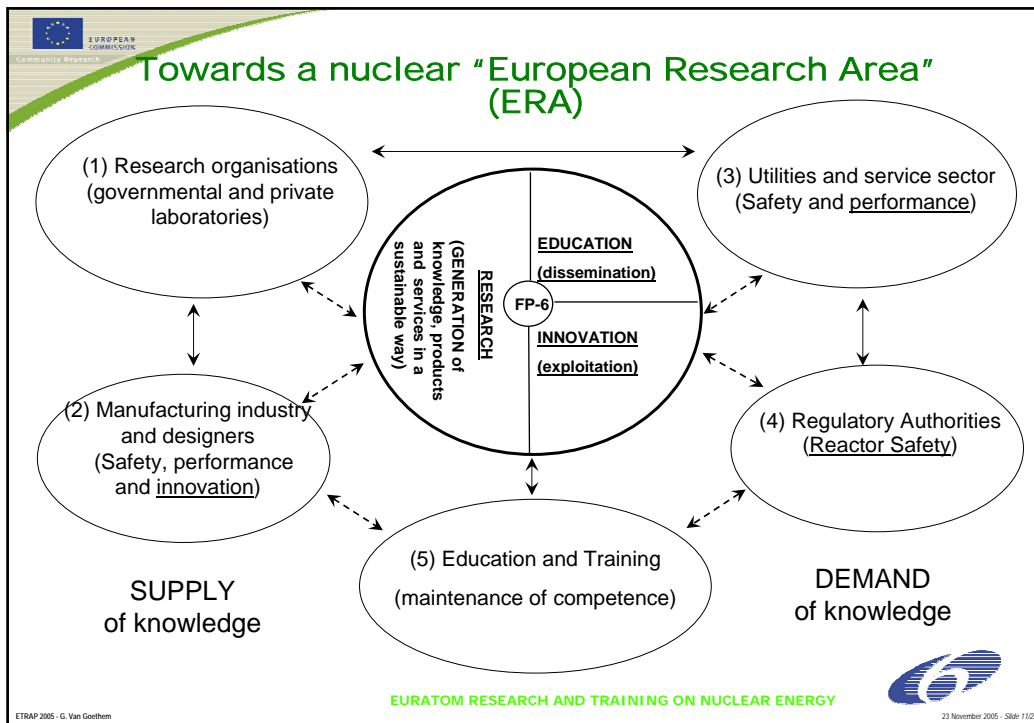 EUROPEAN
COMMISSION
Community Research
Towards a nuclear "European Research Area"
(ERA)
(1) Research organisations
(governmental and private
laboratories)
(3) Utilities and service sector
(Safety and performance)
RESEARCH
(GENERATION of
knowledge, products
and services in a
sustainable way)
EDUCATION
(dissemination)
FP-6
INNOVATION
(exploitation)
(2) Manufacturing industry
and designers
(Safety, performance
and innovation)
(4) Regulatory Authorities
(Reactor Safety)
(5) Education and Training
(maintenance of competence)
SUPPLY
of knowledge
DEMAND
of knowledge
EURATOM RESEARCH AND TRAINING ON NUCLEAR ENERGY
ETRAP 2005 - G. Van Goethem
23 November 2005 - Slide 11/2